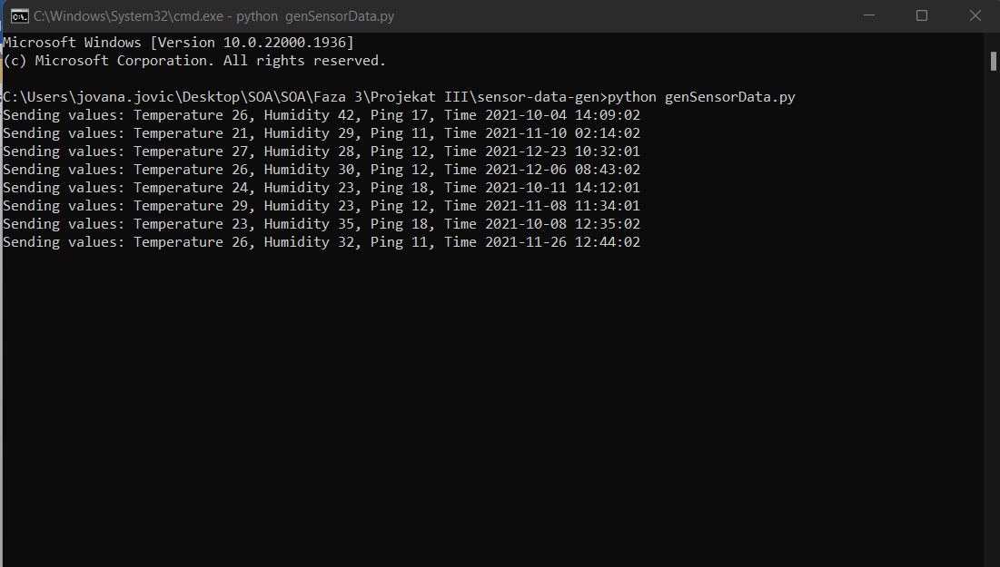 C:\Windows\System32\cmd.exe - python  genSensorData.py
Microsoft Windows [Version 10.0.22000.1936]
(c) Microsoft Corporation. All rights reserved.
C:\Users\jovana.jovic\Desktop\SOA\SOA\Faza 3\Projekat III\sensor-data-gen>python genSensorData.py
Sending values: Temperature 26, Humidity 42, Ping 17, Time 2021-10-04 14:09:02
Sending values: Temperature 21, Humidity 29, Ping 11, Time 2021-11-10 02:14:02
Sending values: Temperature 27, Humidity 28, Ping 12, Time 2021-12-23 10:32:01
Sending values: Temperature 26, Humidity 30, Ping 12, Time 2021-12-06 08:43:02
Sending values: Temperature 24, Humidity 23, Ping 18, Time 2021-10-11 14:12:01
Sending values: Temperature 29, Humidity 23, Ping 12, Time 2021-11-08 11:34:01
Sending values: Temperature 23, Humidity 35, Ping 18, Time 2021-10-08 12:35:02
Sending values: Temperature 26, Humidity 32, Ping 11, Time 2021-11-26 12:44:02